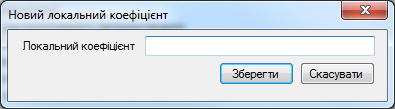 Новий локальний коефіцієнт
Локальний коефіцієнт
Зберегти Скасувати